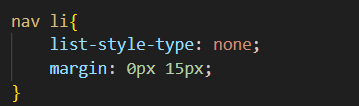 nav li{
    list-style-type: none;
    margin: 0px 15px;
}